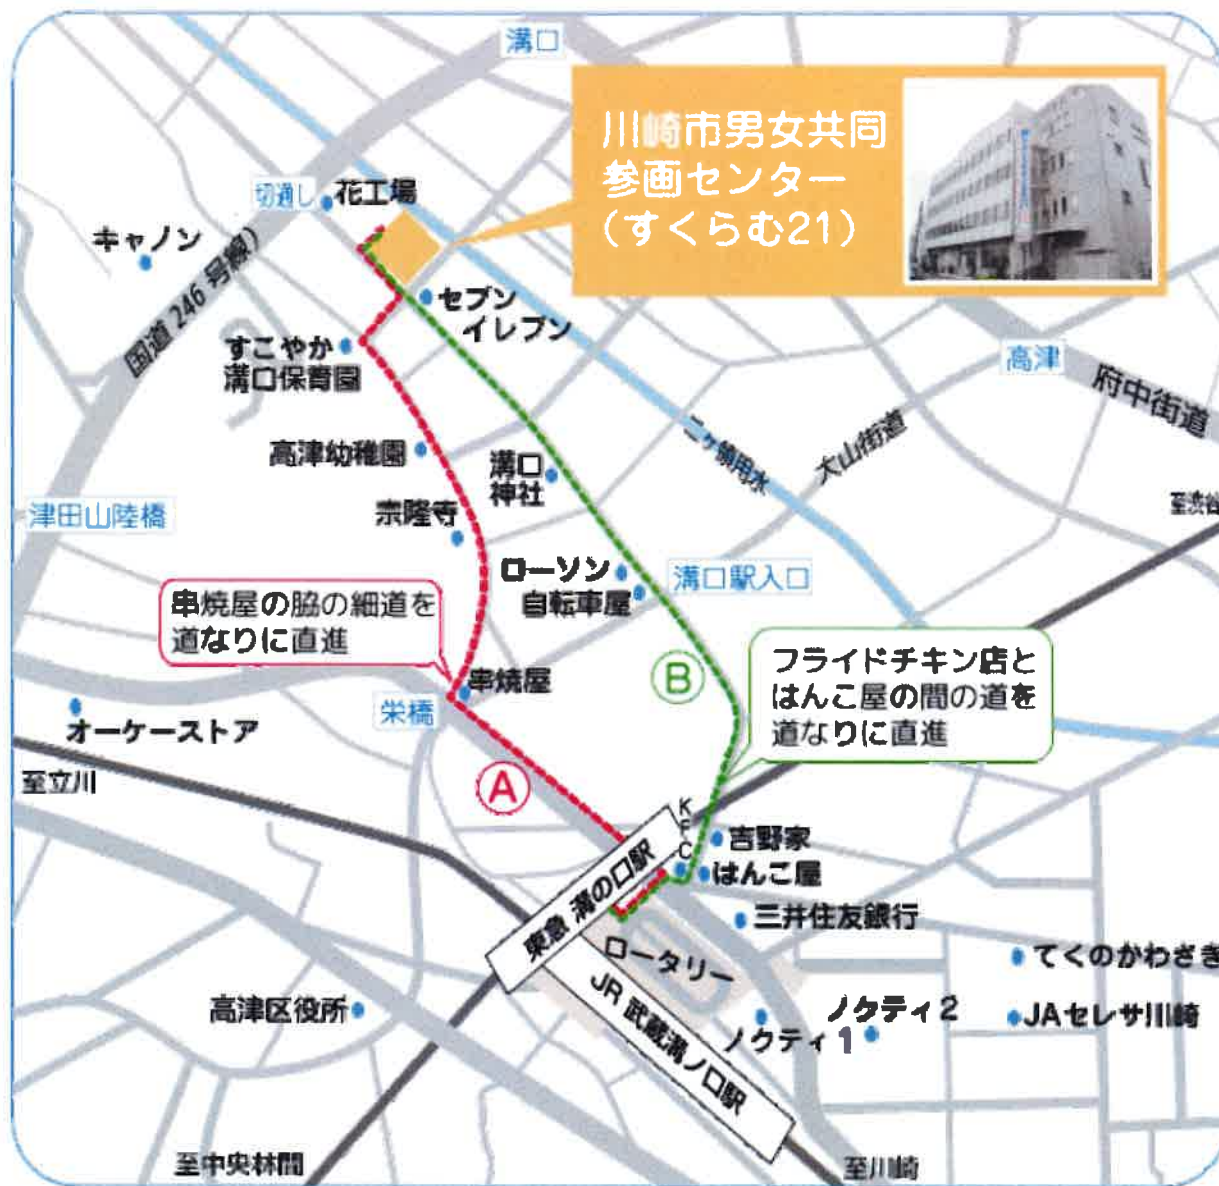 溝口
川崎市男女共同
参画センター
(すくらむ21)
切通し
花工場
キャノン
国道 246 号線)
セブン
イレブン
すこやか
溝口保育園
高津
府中街道
二ヶ領用水
大山街道
高津幼稚園
溝口
神社
至渋谷
津田山陸橋
宗隆寺
ローソン
自転車屋
溝口駅入口
串焼屋の脇の細道を
道なりに直進
B
フライドチキン店と
はんこ屋の間の道を
道なりに直進
串焼屋
栄橋
オーケーストア
至立川
A
KFC
吉野家
はんこ屋
東急 溝の口駅
三井住友銀行
ロータリー
てくのかわさき
JR 武蔵溝ノ口駅
高津区役所
ノクティ2
ノクティ1
JAセレサ川崎
至中央林間
至川崎